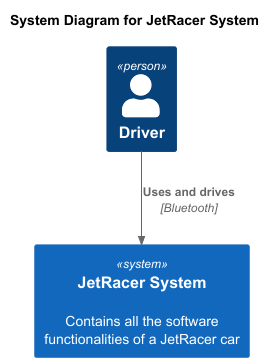 System Diagram for JetRacer System
«person»
Driver
Uses and drives
[Bluetooth]
«system»
JetRacer System
Contains all the software
functionalities of a JetRacer car